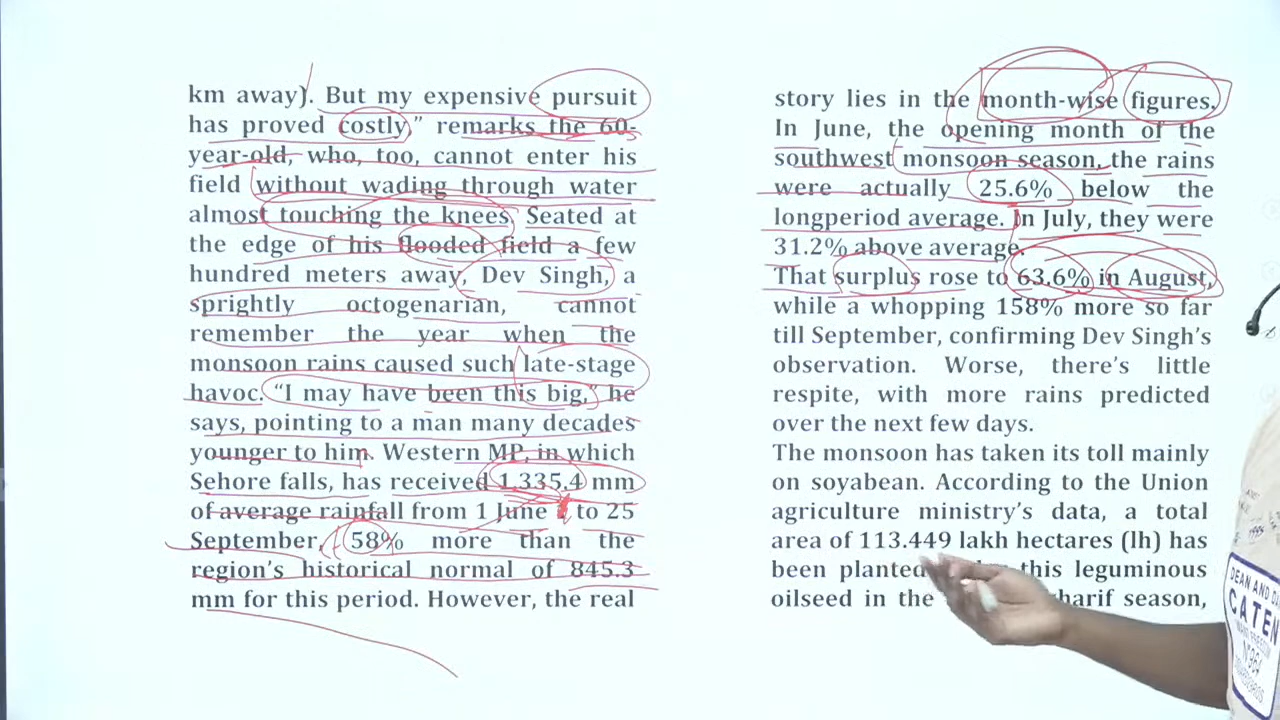 km away). But my expensive pursuit
has proved costly,” remarks the 60-
year-old, who, too, cannot enter his
field without wading through water
almost touching the knees. Seated at
the edge of his flooded field a few
hundred meters away, Dev Singh, a
sprightly octogenarian, cannot
remember the year when the
monsoon rains caused such late-stage
havoc. “I may have been this big,” he
says, pointing to a man many decades
younger to him. Western MP, in which
Sehore falls, has received 1,335.4 mm
of average rainfall from 1 June to 25
September, 58% more than the
region’s historical normal of 845.3
mm for this period. However, the real
story lies in the month-wise figures.
In June, the opening month of the
southwest monsoon season, the rains
were actually 25.6% below the
longperiod average. In July, they were
31.2% above average.
That surplus rose to 63.6% in August,
while a whopping 158% more so far
till September, confirming Dev Singh’s
observation. Worse, there’s little
respite, with more rains predicted
over the next few days.
The monsoon has taken its toll mainly
on soyabean. According to the Union
agriculture ministry’s data, a total
area of 113.449 lakh hectares (lh) has
been planted this leguminous
oilseed in the season,
DEAN AND
CATEN